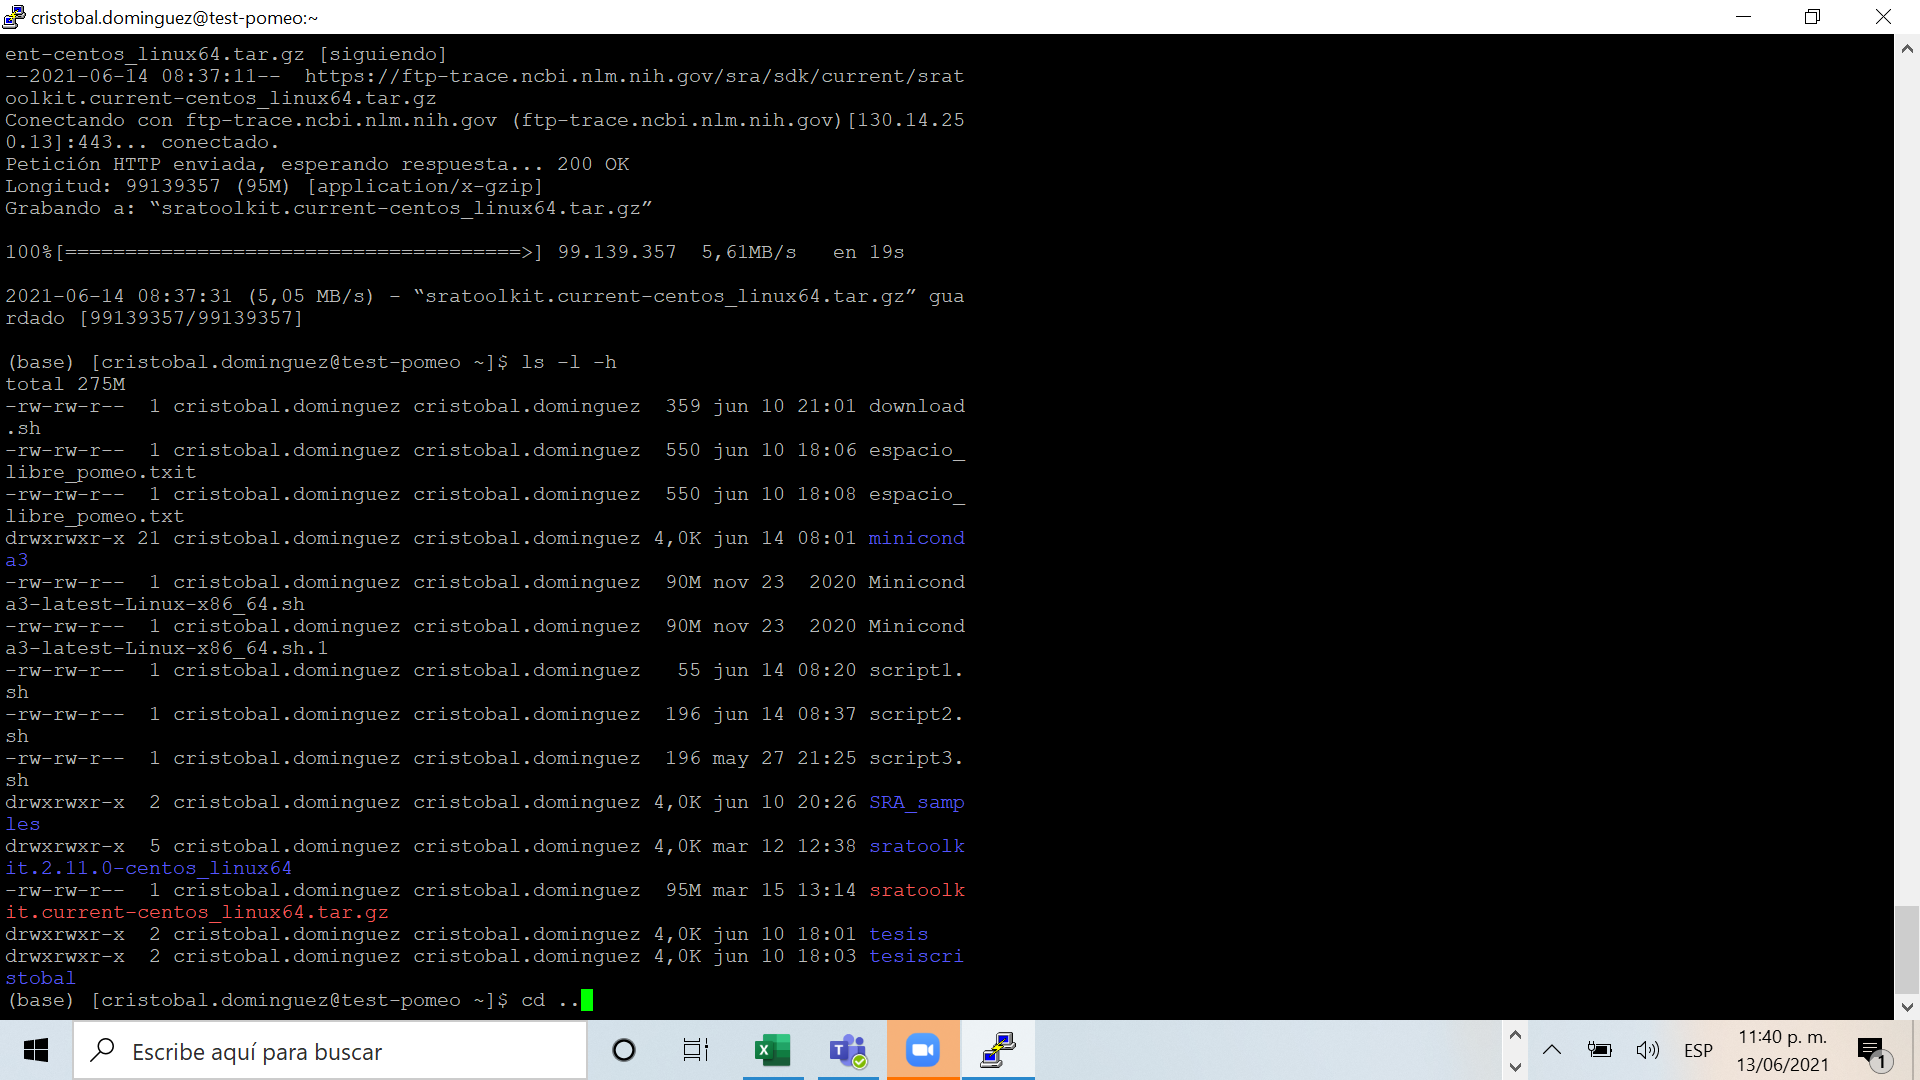 cristobal.dominguez@test-pomeo:~
ent-centos_linux64.tar.gz [siguiendo]
--2021-06-14 08:37:11--  https://ftp-trace.ncbi.nlm.nih.gov/sra/sdk/current/srat
oolkit.current-centos_linux64.tar.gz
Conectando con ftp-trace.ncbi.nlm.nih.gov (ftp-trace.ncbi.nlm.nih.gov)[130.14.25
0.13]:443... conectado.
Petición HTTP enviada, esperando respuesta... 200 OK
Longitud: 99139357 (95M) [application/x-gzip]
Grabando a: “sratoolkit.current-centos_linux64.tar.gz”
100%[======================================>] 99.139.357  5,61MB/s   en 19s
2021-06-14 08:37:31 (5,05 MB/s) - “sratoolkit.current-centos_linux64.tar.gz” gua
rdado [99139357/99139357]
(base) [cristobal.dominguez@test-pomeo ~]$ ls -l -h
total 275M
-rw-rw-r--  1 cristobal.dominguez cristobal.dominguez  359 jun 10 21:01 download
.sh
-rw-rw-r--  1 cristobal.dominguez cristobal.dominguez  550 jun 10 18:06 espacio_
libre_pomeo.txit
-rw-rw-r--  1 cristobal.dominguez cristobal.dominguez  550 jun 10 18:08 espacio_
libre_pomeo.txt
drwxrwxr-x 21 cristobal.dominguez cristobal.dominguez 4,0K jun 14 08:01 minicond
a3
-rw-rw-r--  1 cristobal.dominguez cristobal.dominguez  90M nov 23  2020 Minicond
a3-latest-Linux-x86_64.sh
-rw-rw-r--  1 cristobal.dominguez cristobal.dominguez  90M nov 23  2020 Minicond
a3-latest-Linux-x86_64.sh.1
-rw-rw-r--  1 cristobal.dominguez cristobal.dominguez   55 jun 14 08:20 script1.
sh
-rw-rw-r--  1 cristobal.dominguez cristobal.dominguez  196 jun 14 08:37 script2.
sh
-rw-rw-r--  1 cristobal.dominguez cristobal.dominguez  196 may 27 21:25 script3.
sh
drwxrwxr-x  2 cristobal.dominguez cristobal.dominguez 4,0K jun 10 20:26 SRA_samp
les
drwxrwxr-x  5 cristobal.dominguez cristobal.dominguez 4,0K mar 12 12:38 sratoolk
it.2.11.0-centos_linux64
-rw-rw-r--  1 cristobal.dominguez cristobal.dominguez  95M mar 15 13:14 sratoolk
it.current-centos_linux64.tar.gz
drwxrwxr-x  2 cristobal.dominguez cristobal.dominguez 4,0K jun 10 18:01 tesis
drwxrwxr-x  2 cristobal.dominguez cristobal.dominguez 4,0K jun 10 18:03 tesiscri
stobal
(base) [cristobal.dominguez@test-pomeo ~]$ cd ..
Escribe aquí para buscar
ESP
11:40 p. m.
13/06/2021
1